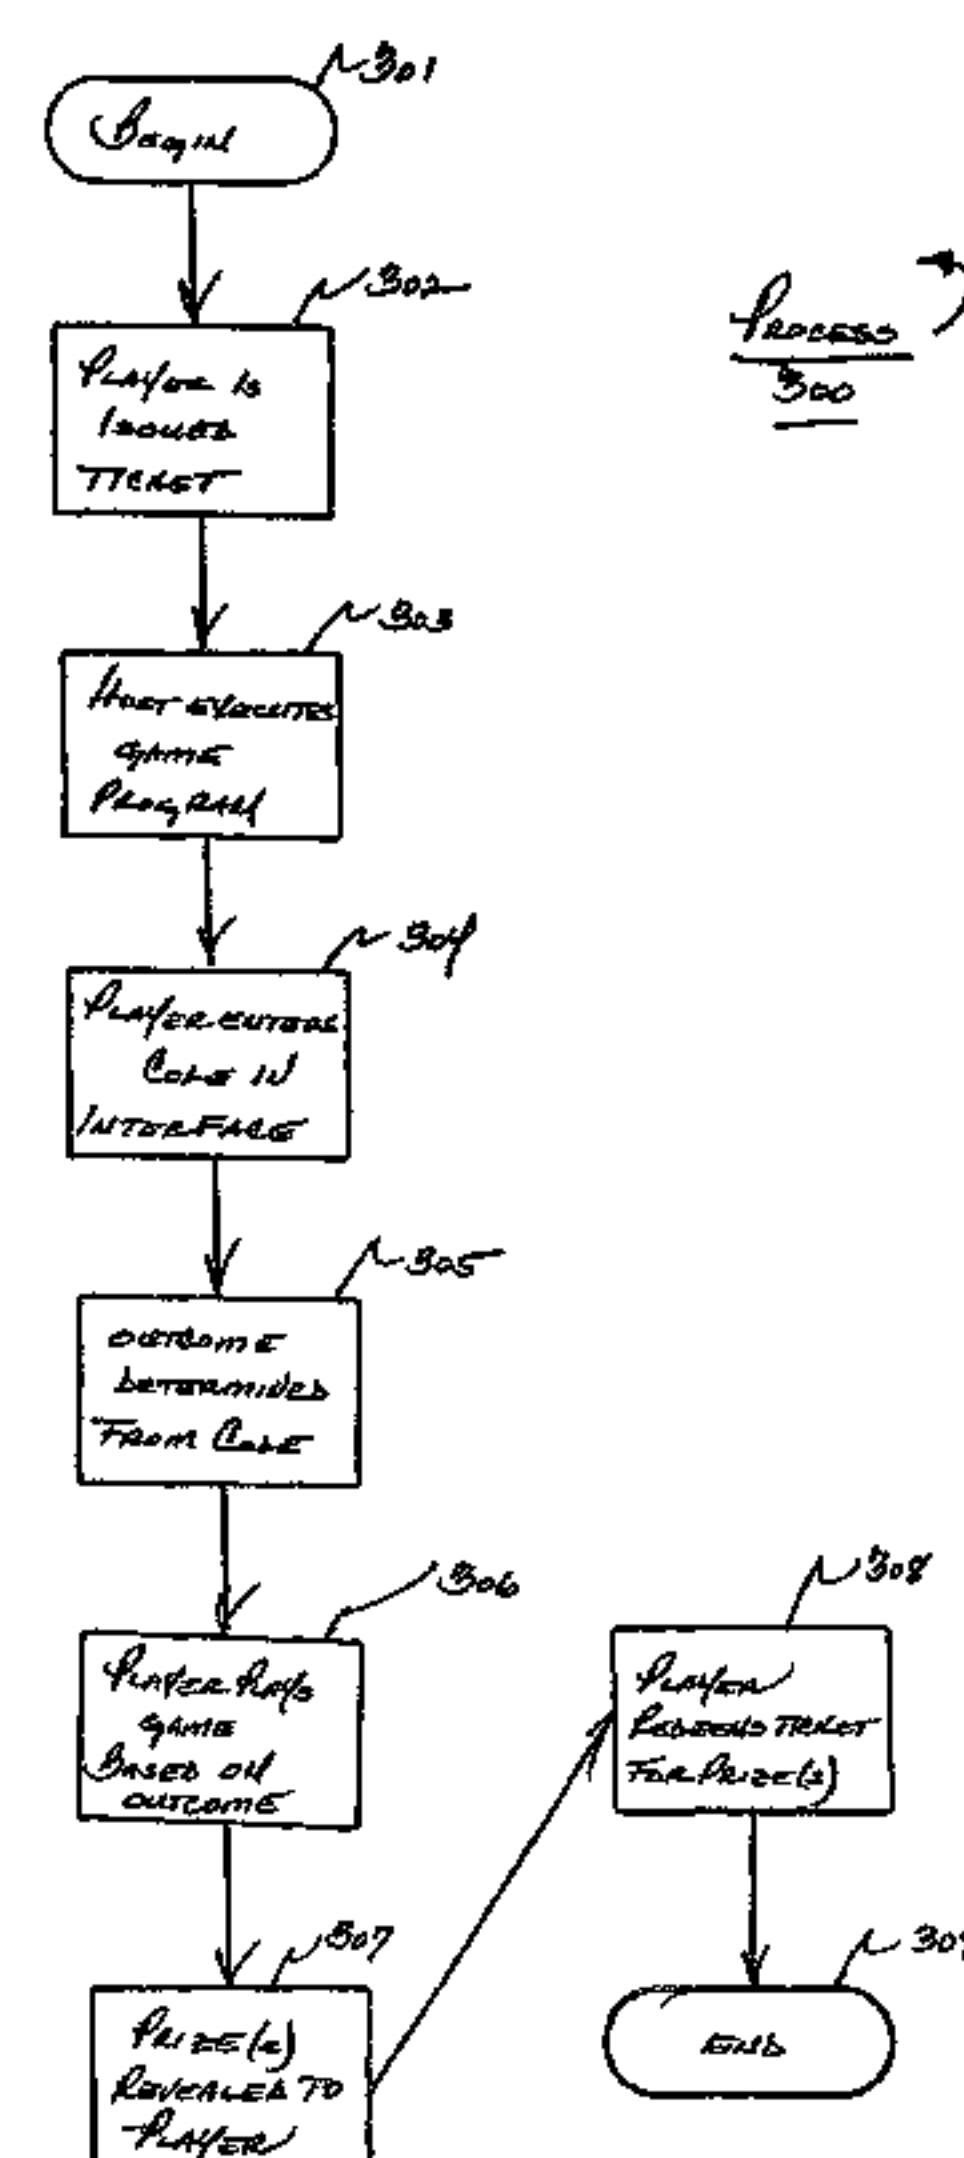 301
Begin
302
Player is
Issued
Ticket
Process
300
303
Host executes
game
Program
304
Player enters
Code in
Interface
305
outcome
determined
From Code
306
Player Plays
game
Based on
outcome
307
Prize(s)
Revealed to
Player
308
Player
Redeems Ticket
For Prize(s)
309
End